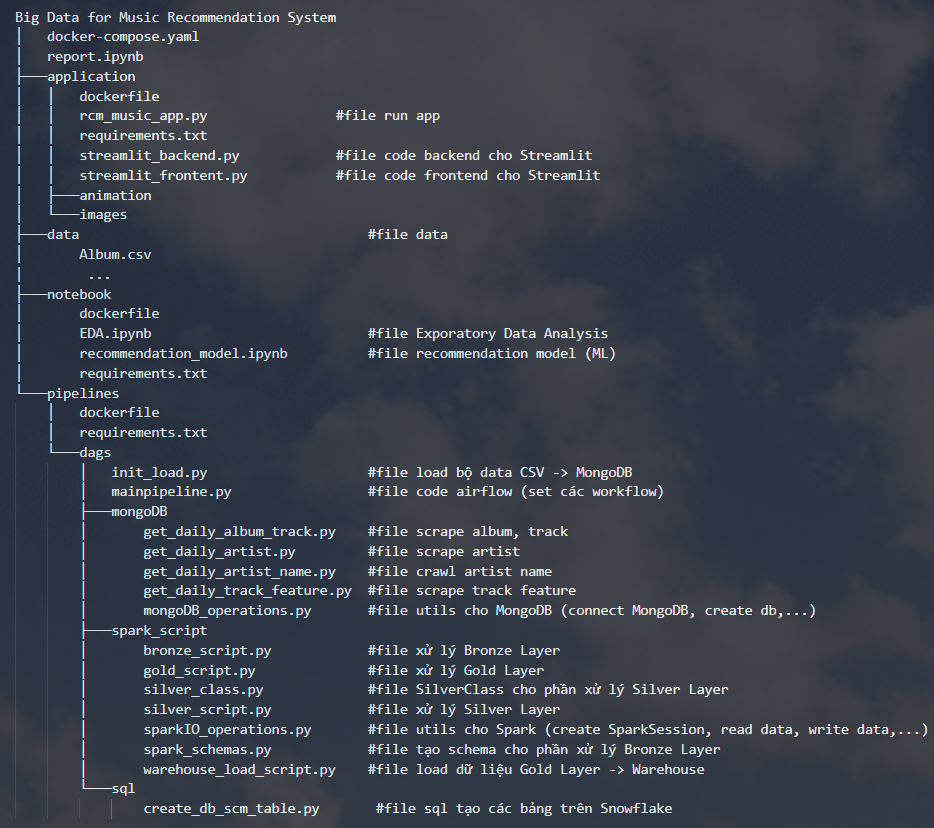 Big Data for Music Recommendation System
│   docker-compose.yaml
│   report.ipynb
├───application
│   │   dockerfile
│   │   rcm_music_app.py                #file run app
│   │   requirements.txt
│   │   streamlit_backend.py            #file code backend cho Streamlit
│   │   streamlit_frontent.py           #file code frontend cho Streamlit
│   ├───animation
│   └───images
├───data                                    #file data
│       Album.csv
│        ...
├───notebook
│       dockerfile
│       EDA.ipynb                           #file Exporatory Data Analysis
│       recommendation_model.ipynb          #file recommendation model (ML)
│       requirements.txt
└───pipelines
    │   dockerfile
    │   requirements.txt
    └───dags
        │   init_load.py                    #file load bộ data CSV -> MongoDB
        │   mainpipeline.py                 #file code airflow (set các workflow)
        ├───mongoDB
        │       get_daily_album_track.py    #file scrape album, track
        │       get_daily_artist.py         #file scrape artist
        │       get_daily_artist_name.py    #file crawl artist name
        │       get_daily_track_feature.py  #file scrape track feature
        │       mongoDB_operations.py       #file utils cho MongoDB (connect MongoDB, create db,...)
        ├───spark_script
        │       bronze_script.py            #file xử lý Bronze Layer
        │       gold_script.py              #file xử lý Gold Layer
        │       silver_class.py             #file SilverClass cho phần xử lý Silver Layer
        │       silver_script.py            #file xử lý Silver Layer
        │       sparkIO_operations.py       #file utils cho Spark (create SparkSession, read data, write data,...)
        │       spark_schemas.py            #file tạo schema cho phần xử lý Bronze Layer
        │       warehouse_load_script.py    #file load dữ liệu Gold Layer -> Warehouse
        └───sql
                create_db_scm_table.py       #file sql tạo các bảng trên Snowflake